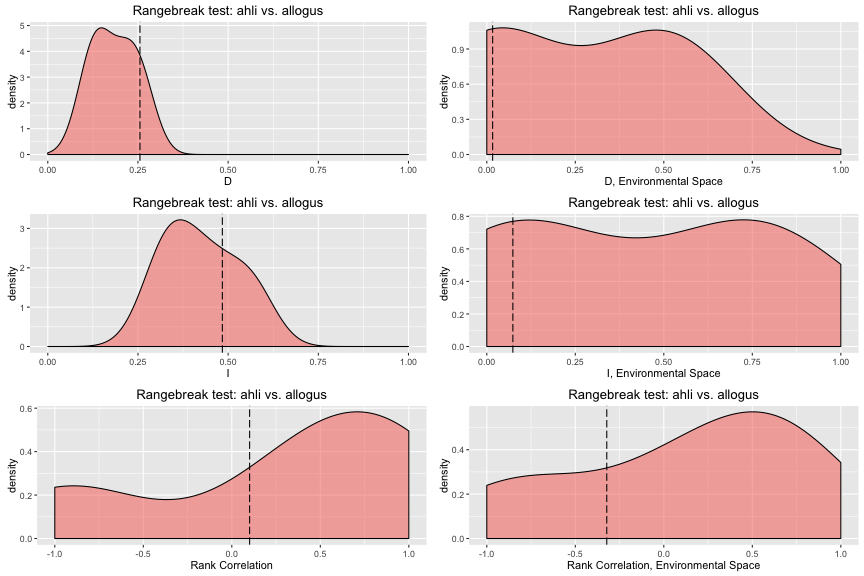 Rangebreak test: ahli vs. allogus
density
5
4
3
2
1
0
0.00 0.25 0.50 0.75 1.00
D
Rangebreak test: ahli vs. allogus
density
0.9
0.6
0.3
0.0
0.00 0.25 0.50 0.75 1.00
D, Environmental Space
Rangebreak test: ahli vs. allogus
density
3
2
1
0
0.00 0.25 0.50 0.75 1.00
I
Rangebreak test: ahli vs. allogus
density
0.8
0.6
0.4
0.2
0.0
0.00 0.25 0.50 0.75 1.00
I, Environmental Space
Rangebreak test: ahli vs. allogus
density
0.6
0.4
0.2
0.0
-1.0 -0.5 0.0 0.5 1.0
Rank Correlation
Rangebreak test: ahli vs. allogus
density
0.4
0.2
0.0
-1.0 -0.5 0.0 0.5 1.0
Rank Correlation, Environmental Space